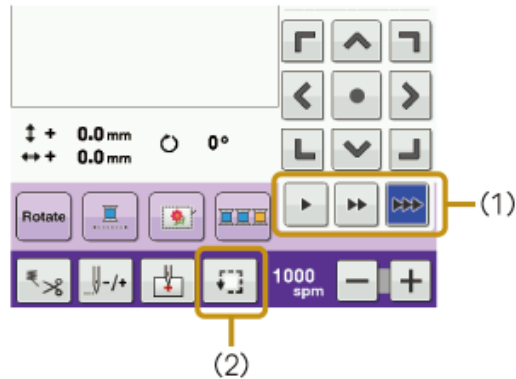 + 0.0 mm
+ 0.0 mm
0°
Rotate
(1)
-/+
1000
spm
- +
(2)